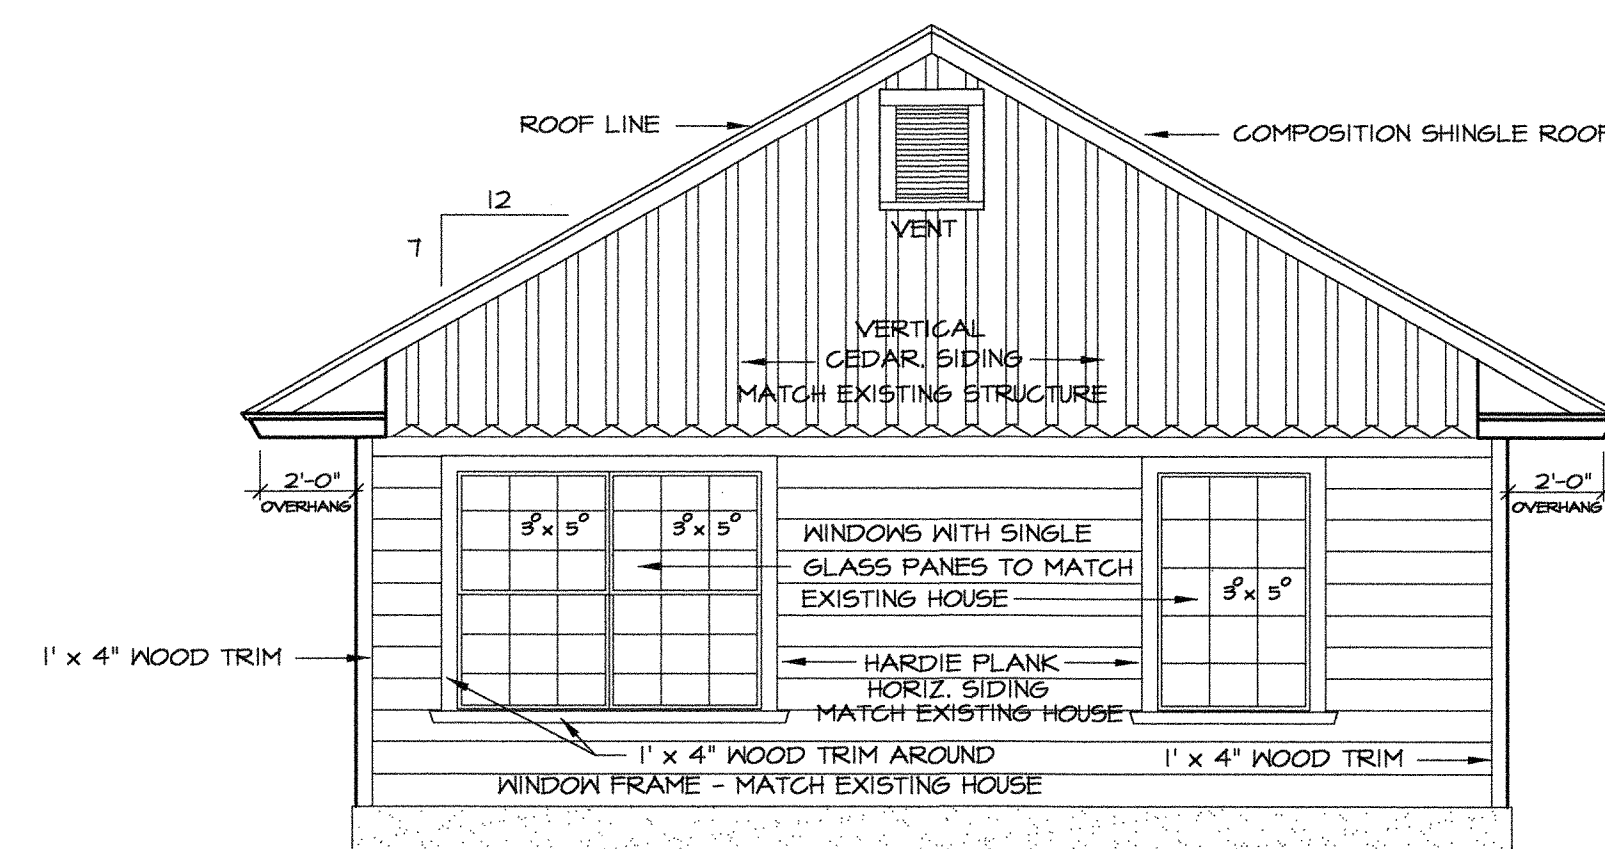 ROOF LINE
COMPOSITION SHINGLE ROOF
12
7
VENT
VERTICAL
CEDAR. SIDING
MATCH EXISTING STRUCTURE
2'-0"
OVERHANG
2'-0"
OVERHANG
3⁰ x 5⁰
3⁰ x 5⁰
WINDOWS WITH SINGLE
GLASS PANES TO MATCH
EXISTING HOUSE
3⁰ x 5⁰
1' x 4" WOOD TRIM
HARDIE PLANK
HORIZ. SIDING
MATCH EXISTING HOUSE
1' x 4" WOOD TRIM AROUND
WINDOW FRAME - MATCH EXISTING HOUSE
1' x 4" WOOD TRIM